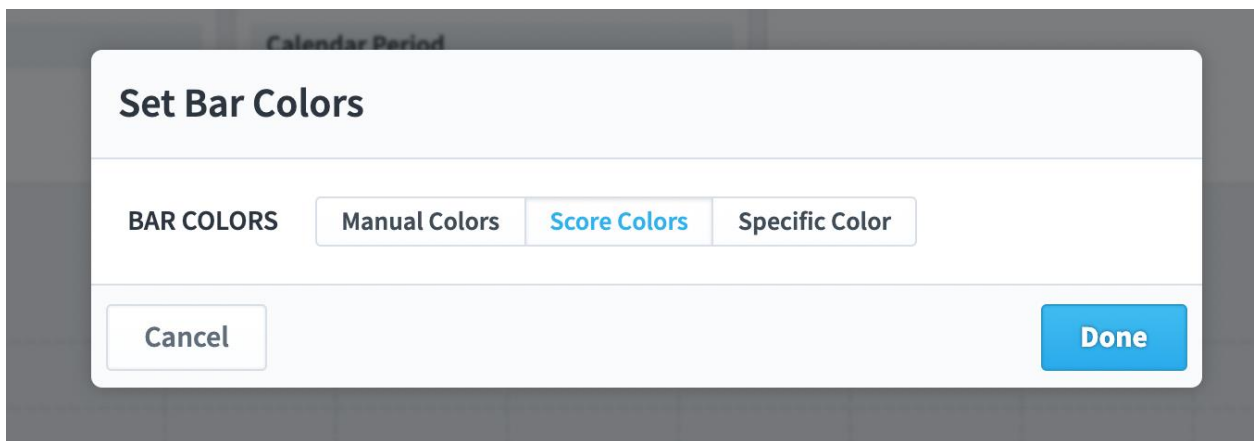 Calendar Period
Set Bar Colors
BAR COLORS Manual Colors Score Colors Specific Color
Cancel Done